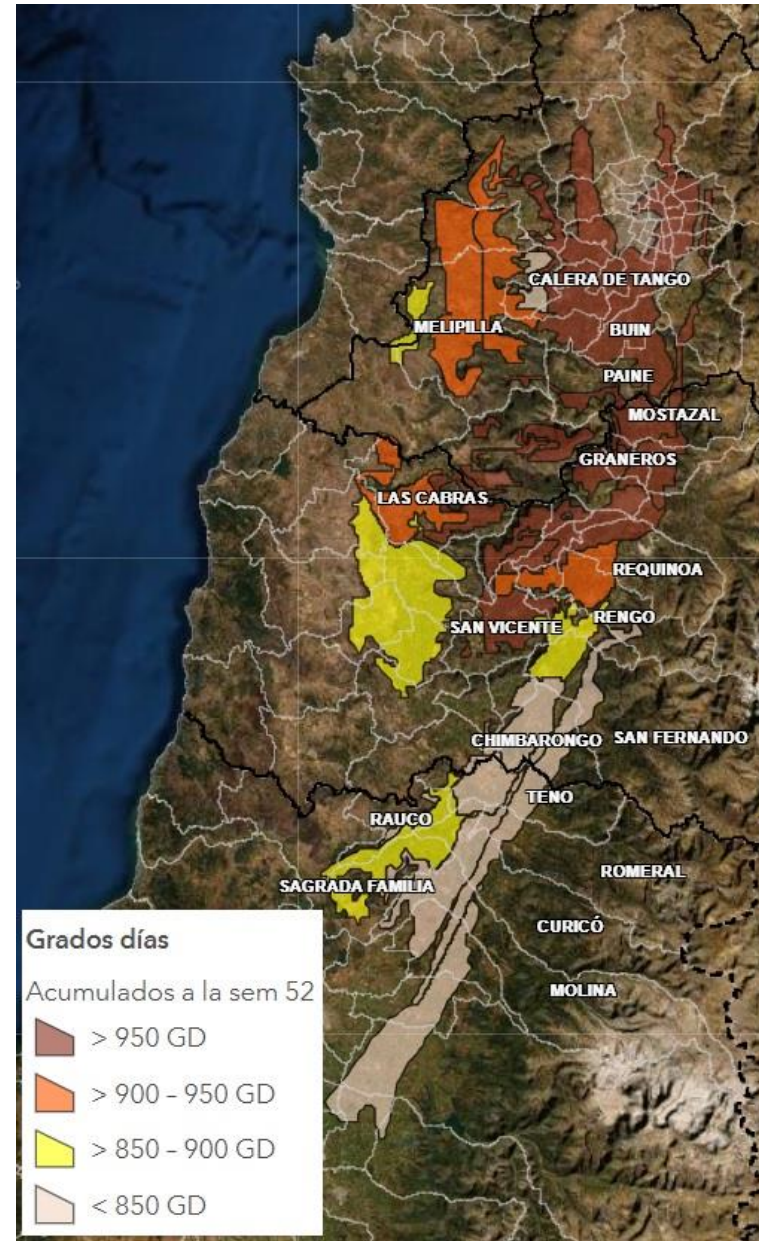 CALERA DE TANGO
MELIPILLA
BUIN
PAINE
MOSTAZAL
GRANEROS
LAS CABRAS
REQUINOA
RENGO
SAN VICENTE
CHIMBARONGO
SAN FERNANDO
TENO
RAUCO
ROMERAL
SAGRADA FAMILIA
CURICÓ
MOLINA
Grados días
Acumulados a la sem 52
> 950 GD
> 900 - 950 GD
> 850 - 900 GD
< 850 GD